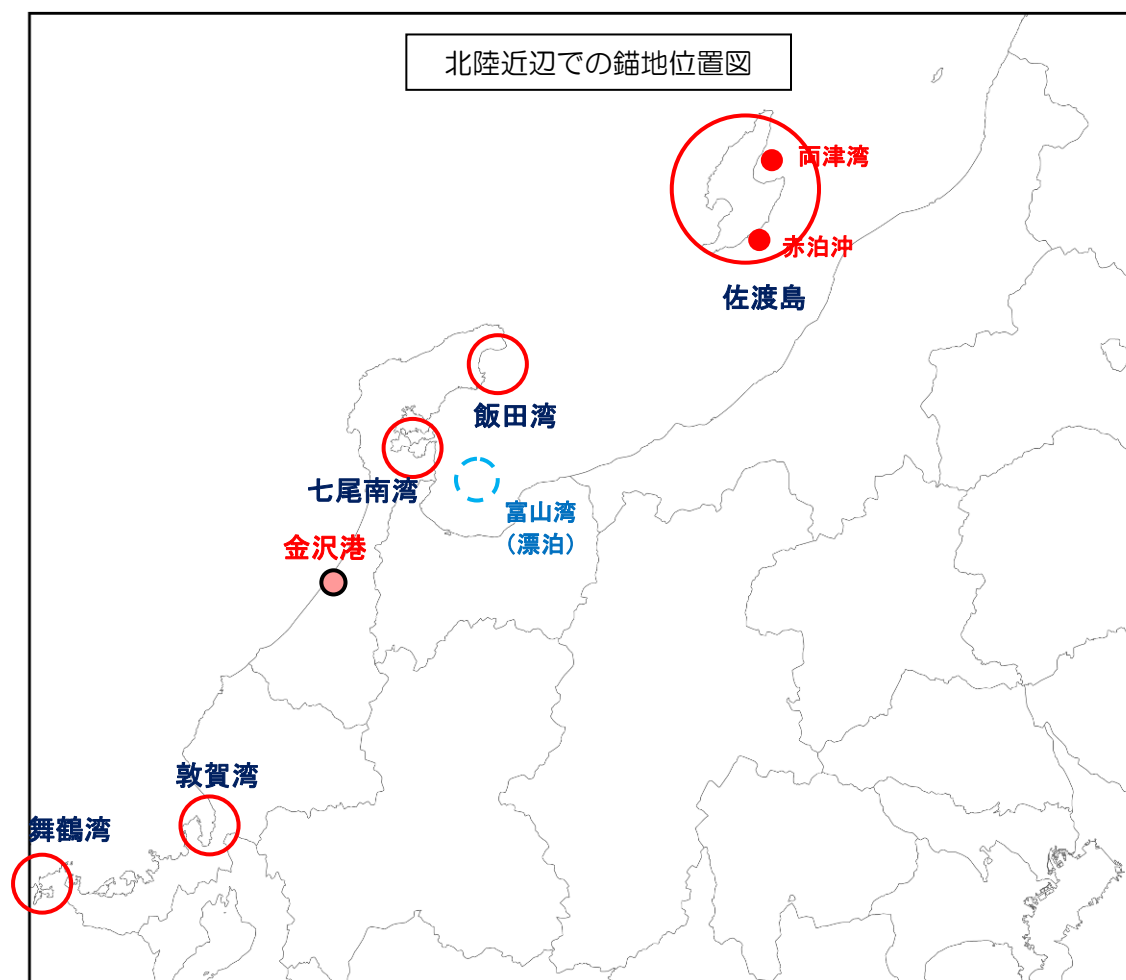 北陸近辺での錨地位置図
両津湾
赤泊沖
佐渡島
飯田湾
七尾南湾
富山湾
（漂泊）
金沢港
敦賀湾
舞鶴湾